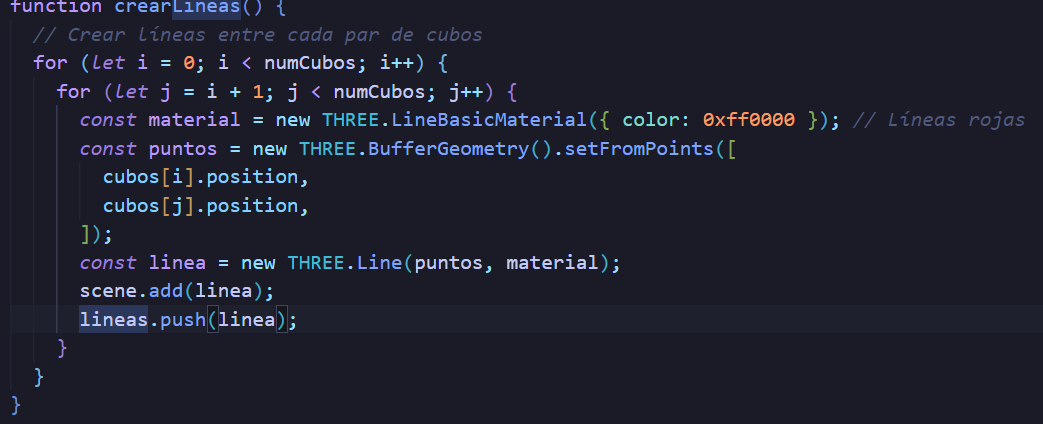 function crearLineas() {
  // Crear líneas entre cada par de cubos
  for (let i = 0; i < numCubos; i++) {
    for (let j = i + 1; j < numCubos; j++) {
      const material = new THREE.LineBasicMaterial({ color: 0xff0000 }); // Líneas rojas
      const puntos = new THREE.BufferGeometry().setFromPoints([
        cubos[i].position,
        cubos[j].position,
      ]);
      const linea = new THREE.Line(puntos, material);
      scene.add(linea);
      lineas.push(linea);
    }
  }
}